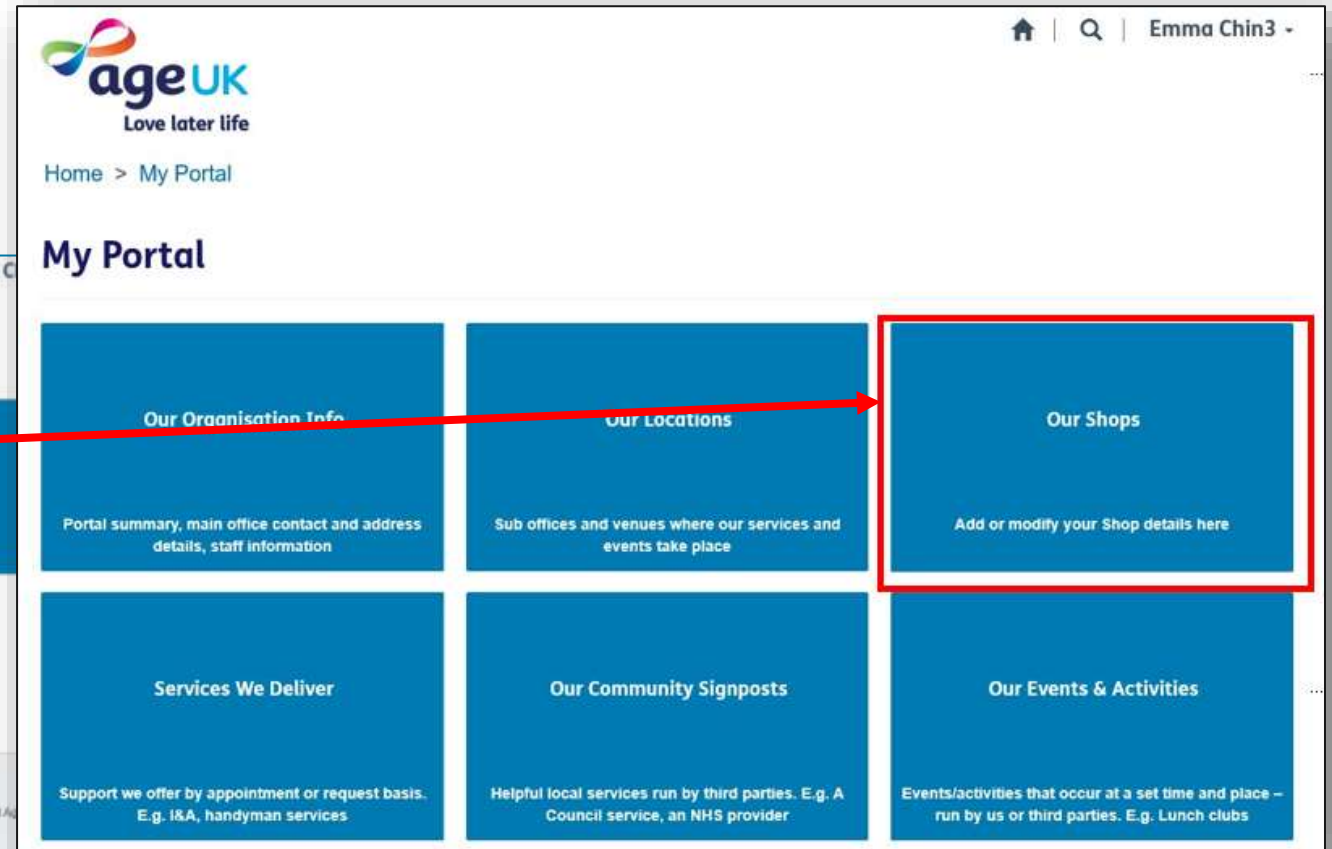 Emma Chin3
age UK
Love later life
Home > My Portal
My Portal
Our Organisation Info
Our Locations
Our Shops
Portal summary, main office contact and address
details, staff information
Sub offices and venues where our services and
events take place
Add or modify your Shop details here
Services We Deliver
Our Community Signposts
Our Events & Activities
Support we offer by appointment or request basis.
E.g. I&A, handyman services
Helpful local services run by third parties. E.g. A
Council service, an NHS provider
Events/activities that occur at a set time and place –
run by us or third parties. E.g. Lunch clubs